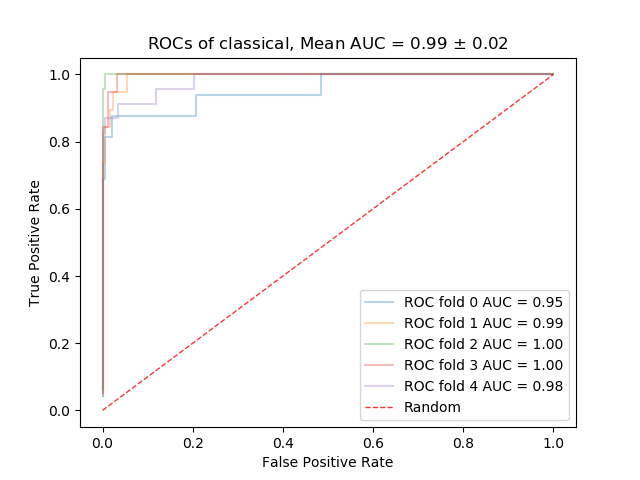 ROCs of classical, Mean AUC = 0.99 ± 0.02
True Positive Rate
1.0
0.8
0.6
0.4
0.2
0.0
ROC fold 0 AUC = 0.95
ROC fold 1 AUC = 0.99
ROC fold 2 AUC = 1.00
ROC fold 3 AUC = 1.00
ROC fold 4 AUC = 0.98
Random
0.0 0.2 0.4 0.6 0.8 1.0
False Positive Rate